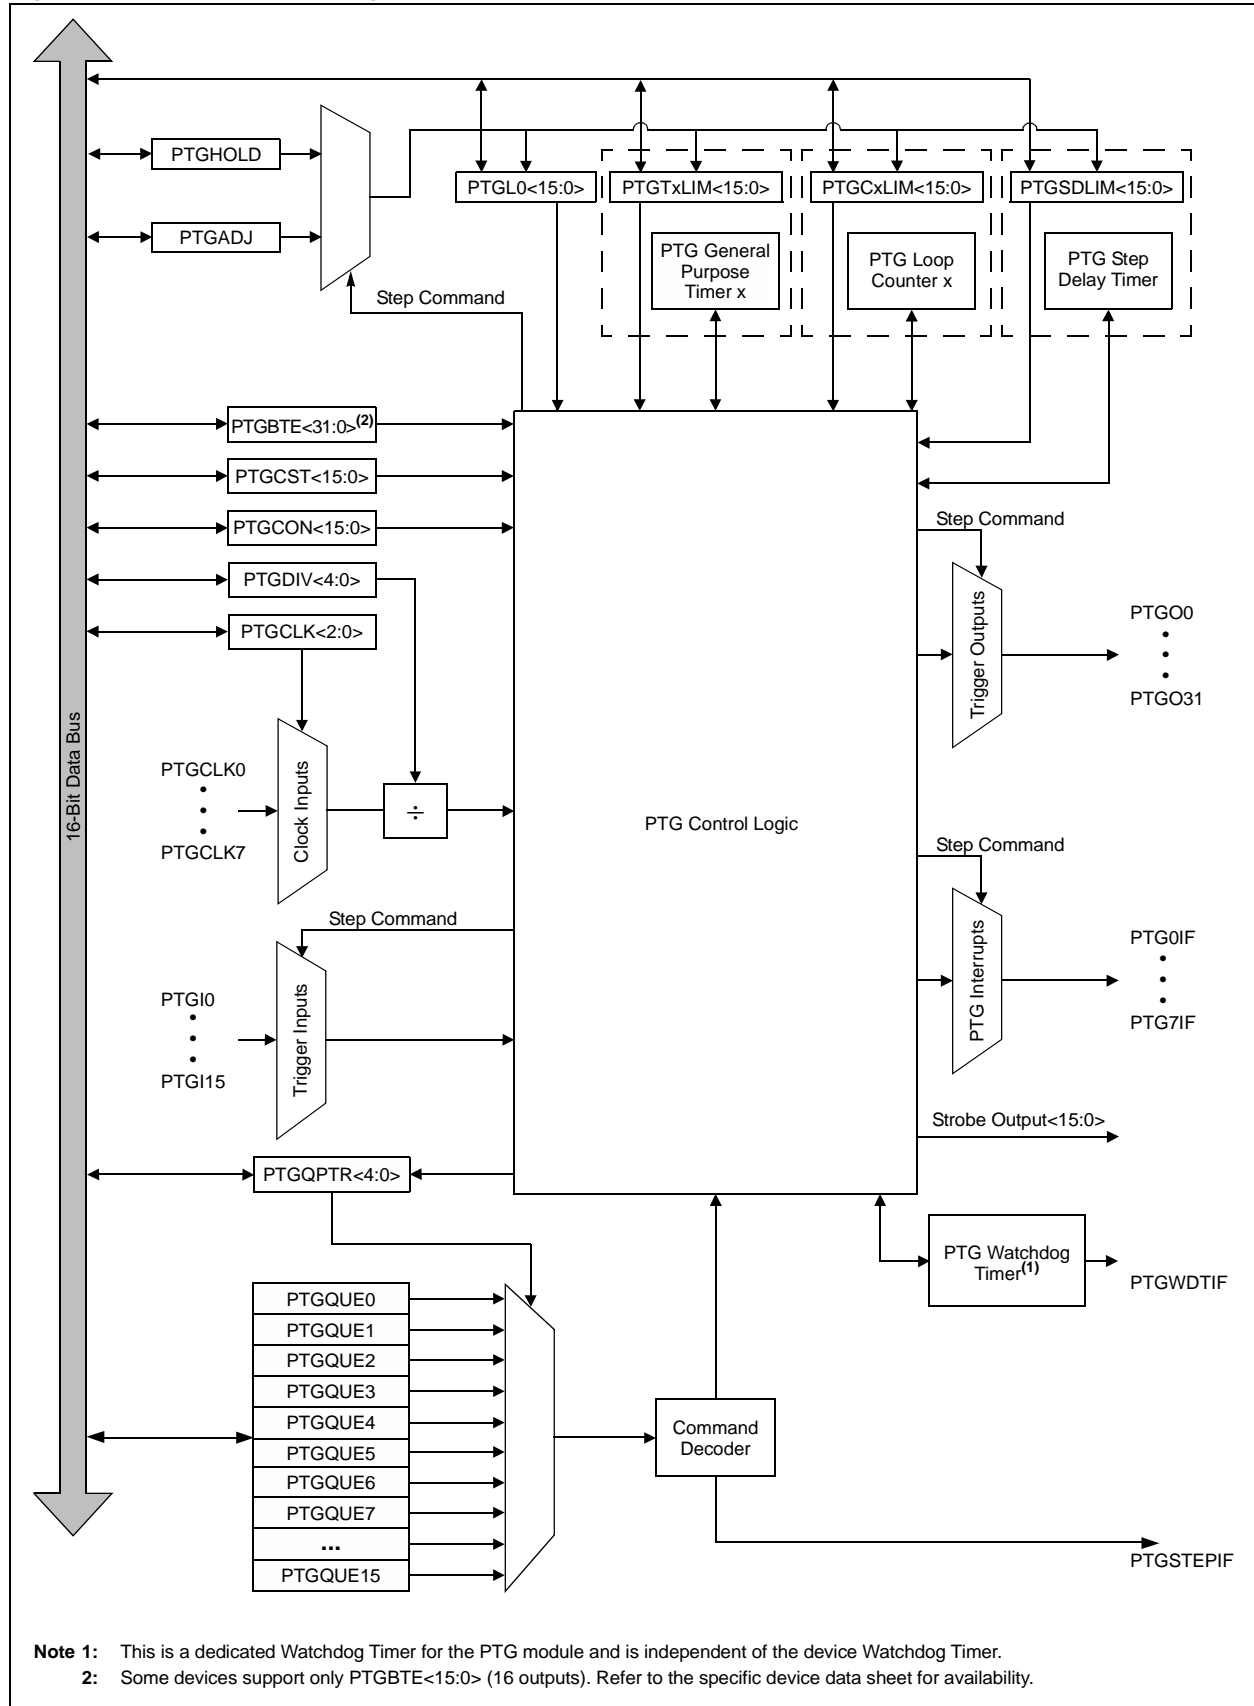 16-Bit Data Bus
PTGHOLD
PTGADJ
Step Command
PTGL0<15:0>
PTGTxLIM<15:0>
PTGCxLIM<15:0>
PTGSDLIM<15:0>
PTG General
Purpose
Timer x
PTG Loop
Counter x
PTG Step
Delay Timer
PTGBTE<31:0>(2)
PTGCST<15:0>
PTGCON<15:0>
PTGDIV<4:0>
PTGCLK<2:0>
PTGCLK0
PTGCLK7
Clock Inputs
÷
PTG Control Logic
Step Command
Trigger Outputs
PTGO0
PTGO31
Step Command
PTG Interrupts
PTG0IF
PTG7IF
Step Command
PTGI0
PTGI15
Trigger Inputs
Strobe Output<15:0>
PTGQPTR<4:0>
PTG Watchdog
Timer(1)
PTGWDTIF
PTGQUE0
PTGQUE1
PTGQUE2
PTGQUE3
PTGQUE4
PTGQUE5
PTGQUE6
PTGQUE7
...
PTGQUE15
Command
Decoder
PTGSTEPIF
Note 1: This is a dedicated Watchdog Timer for the PTG module and is independent of the device Watchdog Timer.
2: Some devices support only PTGBTE<15:0> (16 outputs). Refer to the specific device data sheet for availability.